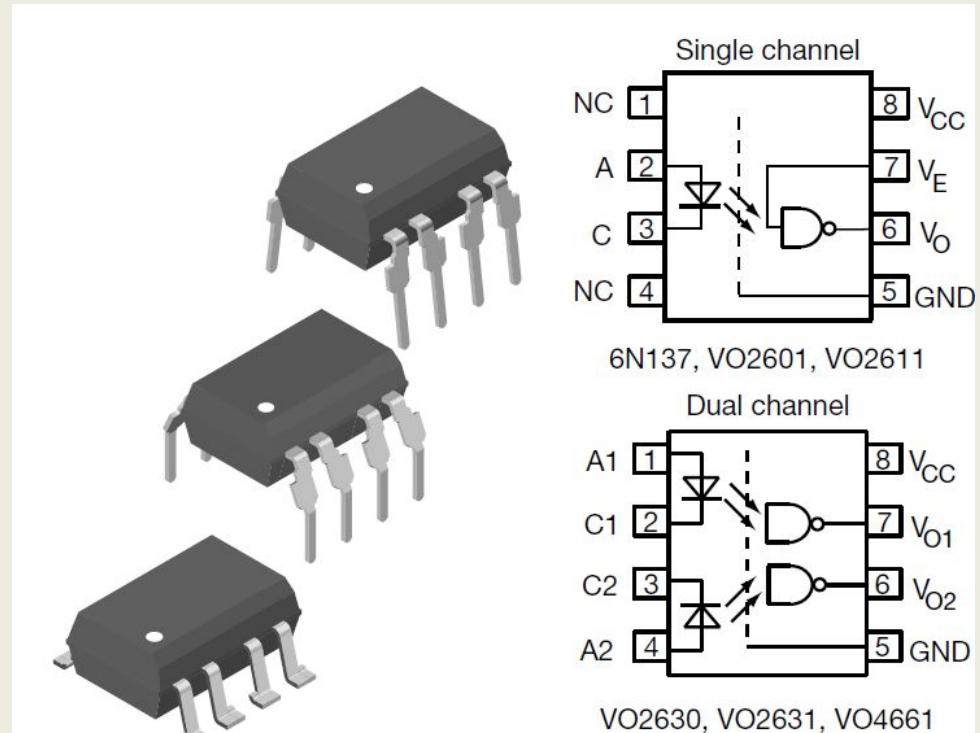 Single channel
NC 1
8 VCC
A 2
7 VE
C 3
6 VO
NC 4
5 GND
6N137, VO2601, VO2611
Dual channel
A1 1
8 VCC
C1 2
7 VO1
C2 3
6 VO2
A2 4
5 GND
VO2630, VO2631, VO4661